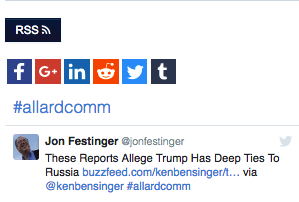 RSS
f G+ in t
#allardcomm
Jon Festinger @jonfestinger
These Reports Allege Trump Has Deep Ties To
Russia buzzfeed.com/kenbensinger/t… via
@kenbensinger #allardcomm